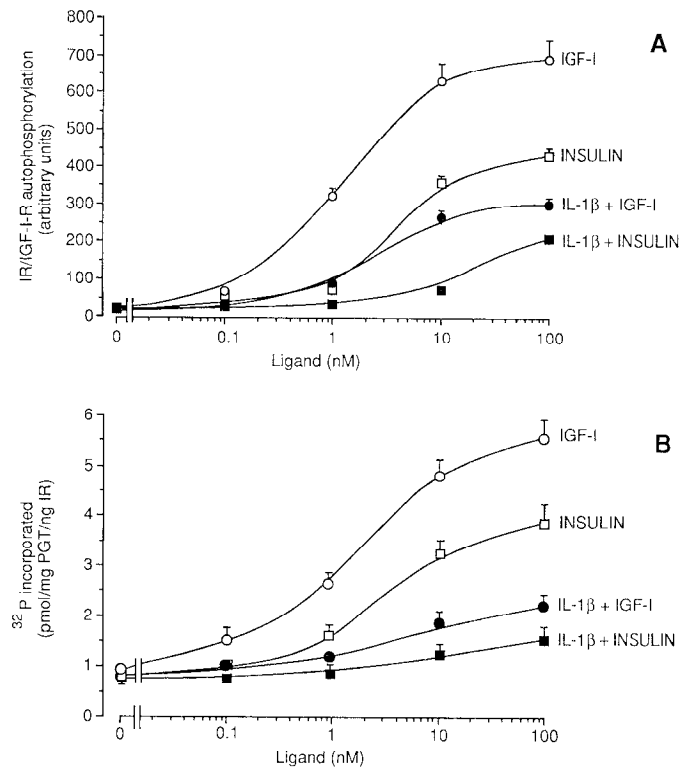 A
IR/IGF-I-R autophosphorylation
(arbitrary units)
800
700
600
500
400
300
200
100
0
IGF-I
INSULIN
IL-1β + IGF-I
IL-1β + INSULIN
0 0.1 1 10 100
Ligand (nM)
B
32P incorporated
(pmol/mg PGT/ng IR)
6
5
4
3
2
1
0
IGF-I
INSULIN
IL-1β + IGF-I
IL-1β + INSULIN
0 0.1 1 10 100
Ligand (nM)